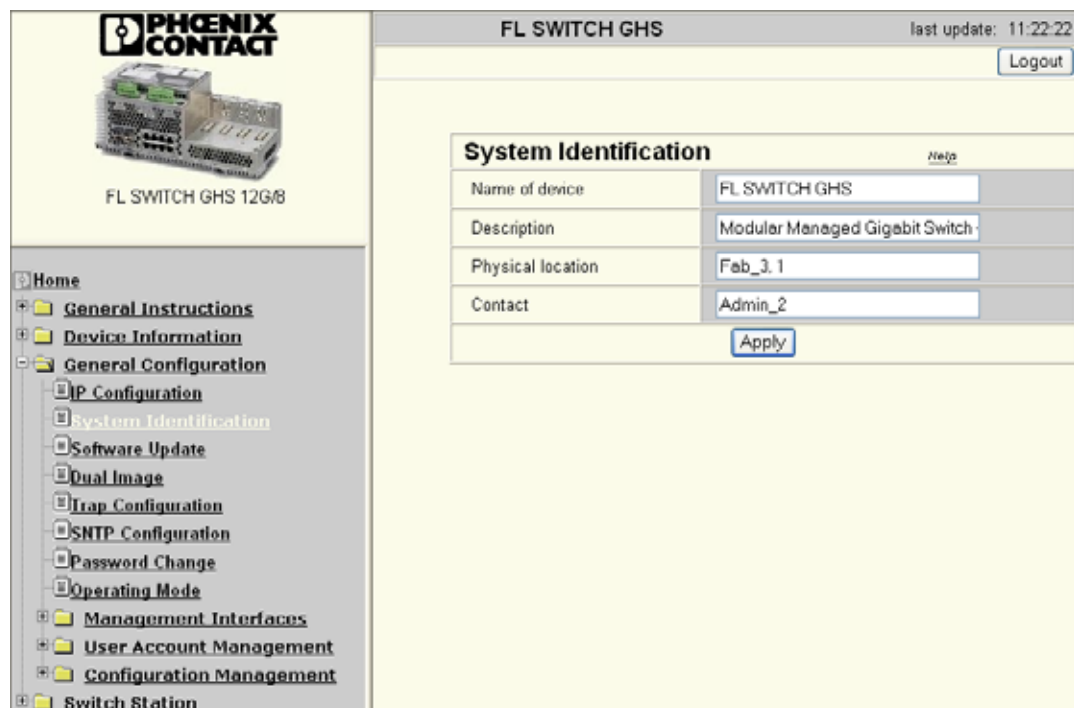 PHŒNIX
CONTACT
FL SWITCH GHS 12G/8
FL SWITCH GHS
last update: 11:22:22
Logout
Home
General Instructions
Device Information
General Configuration
IP Configuration
System Identification
Software Update
Dual Image
Trap Configuration
SNTP Configuration
Password Change
Operating Mode
Management Interfaces
User Account Management
Configuration Management
Switch Station
System Identification
Help
Name of device
FL SWITCH GHS
Description
Modular Managed Gigabit Switch -
Physical location
Fab_3.1
Contact
Admin_2
Apply